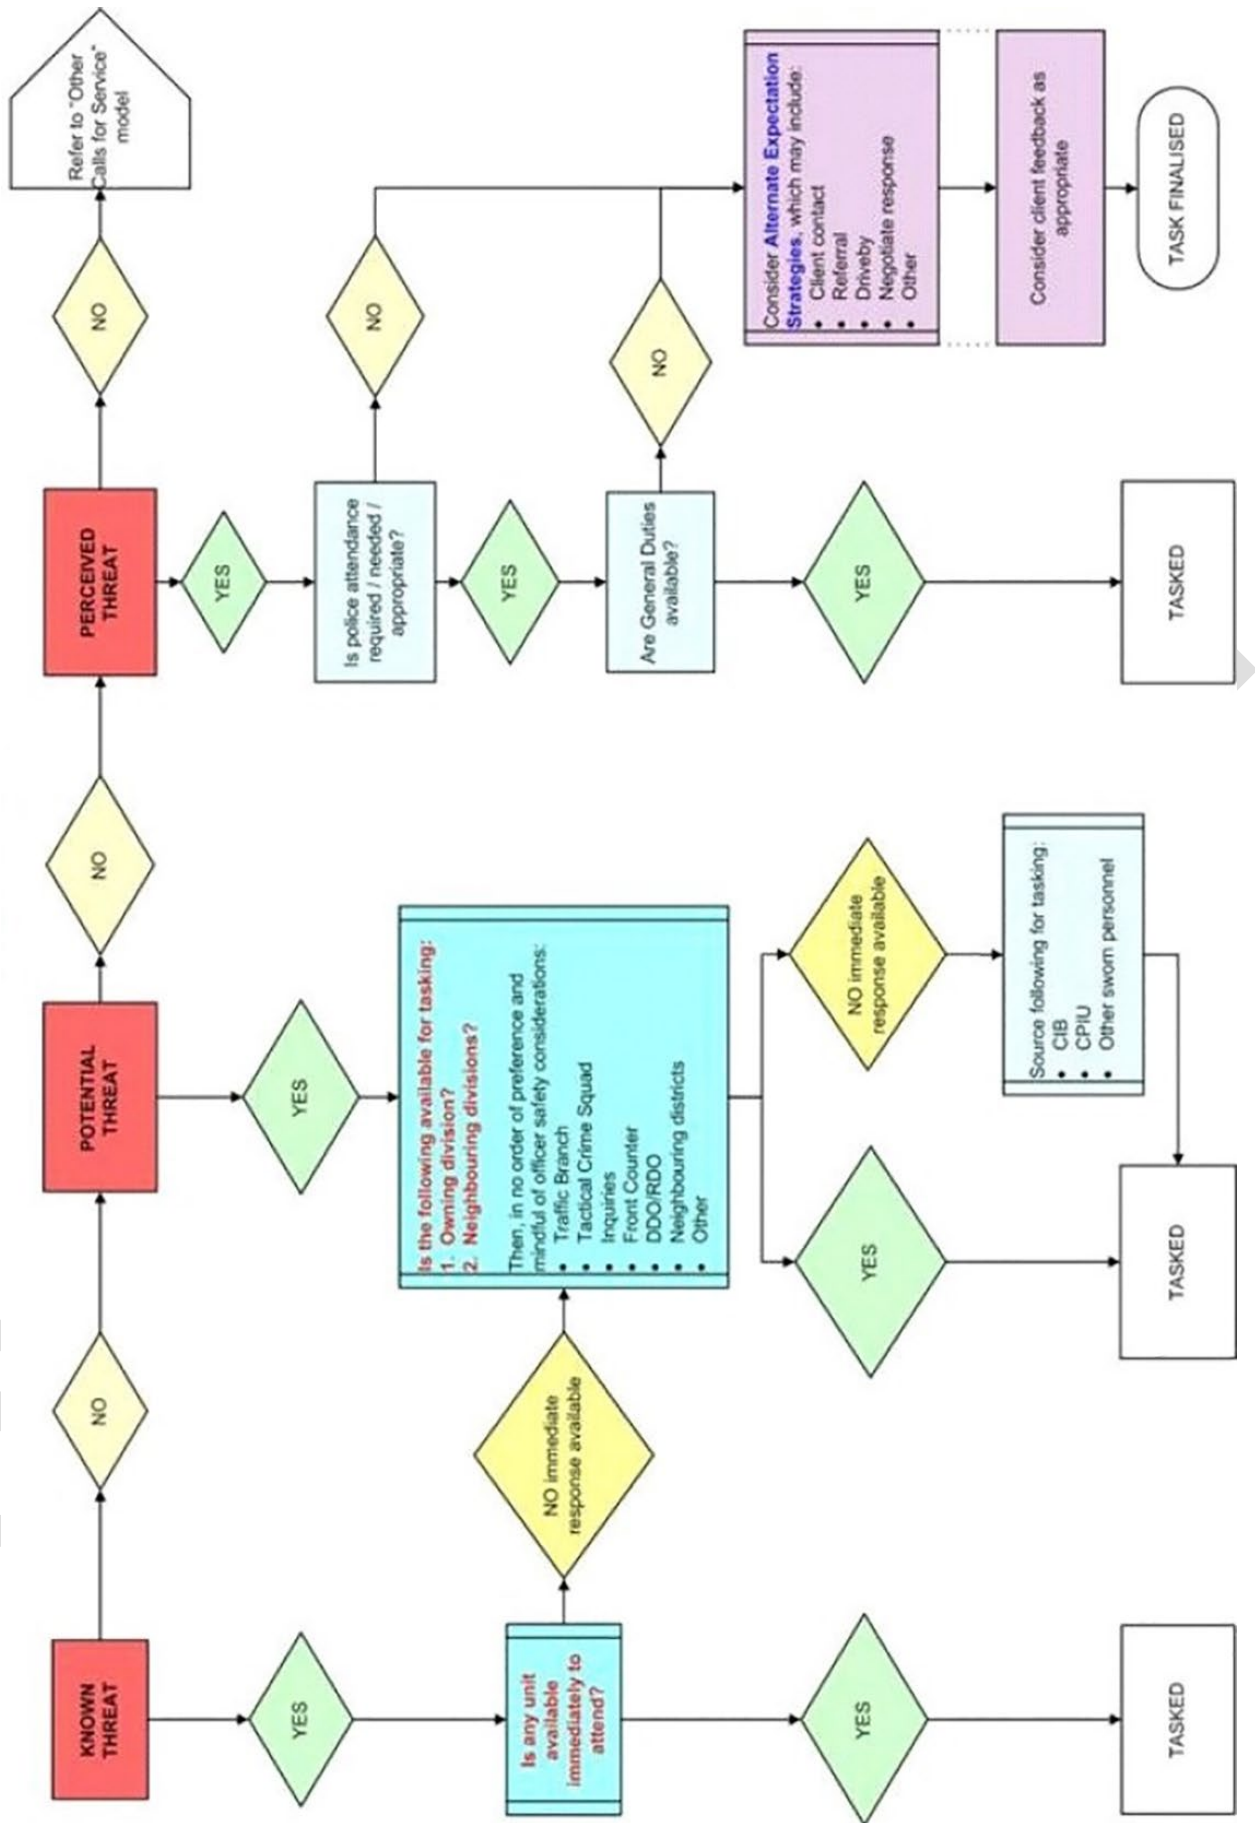 KNOWN
THREAT
NO
POTENTIAL
THREAT
NO
PERCEIVED
THREAT
NO
Refer to "Other
Calls for Service"
model
YES
YES
YES
Is any unit
available
immediately to
attend?
NO immediate
response available
Is the following available for tasking:
1. Owning division?
2. Neighbouring divisions?
Then, in no order of preference and
mindful of officer safety considerations:
• Traffic Branch
• Tactical Crime Squad
• Inquiries
• Front Counter
• DDO/RDO
• Neighbouring districts
• Other
Is police attendance
required / needed /
appropriate?
NO
YES
Are General Duties
available?
NO
YES
YES
NO immediate
response available
YES
Consider Alternate Expectation
Strategies, which may include:
• Client contact
• Referral
• Driveby
• Negotiate response
• Other
Source following for tasking:
• CIB
• CPIU
• Other sworn personnel
Consider client feedback as
appropriate
TASKED
TASKED
TASKED
TASK FINALISED